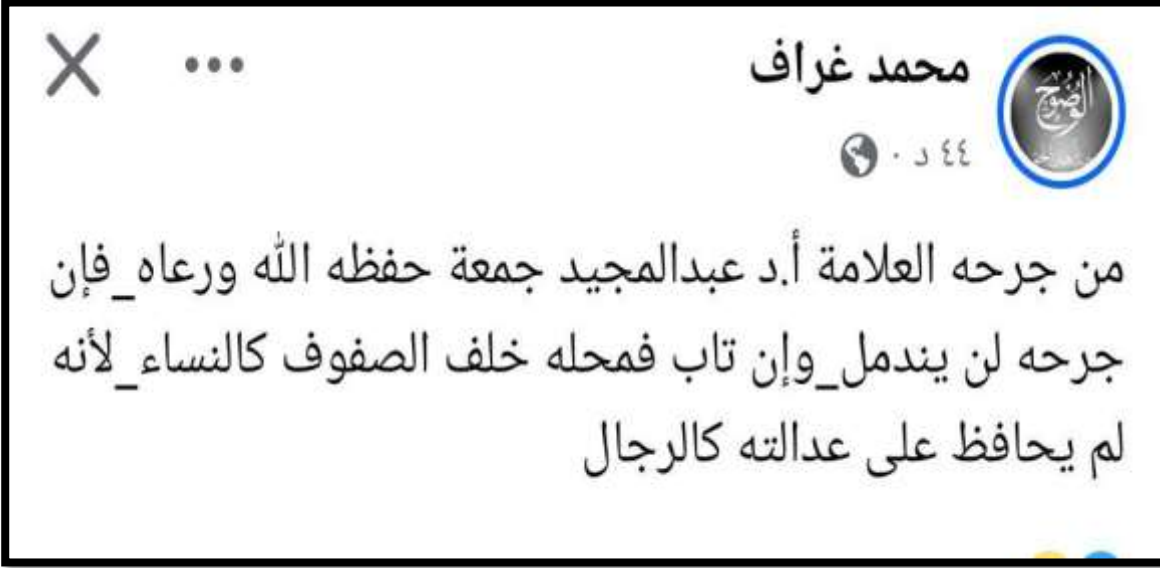 محمد غراف
٤٤ د ·
من جرحه العلامة أ.د عبدالمجيد جمعة حفظه الله ورعاه_فإن
جرحه لن يندمل_وإن تاب فمحله خلف الصفوف كالنساء_لأنه
لم يحافظ على عدالته كالرجال
الوضوح